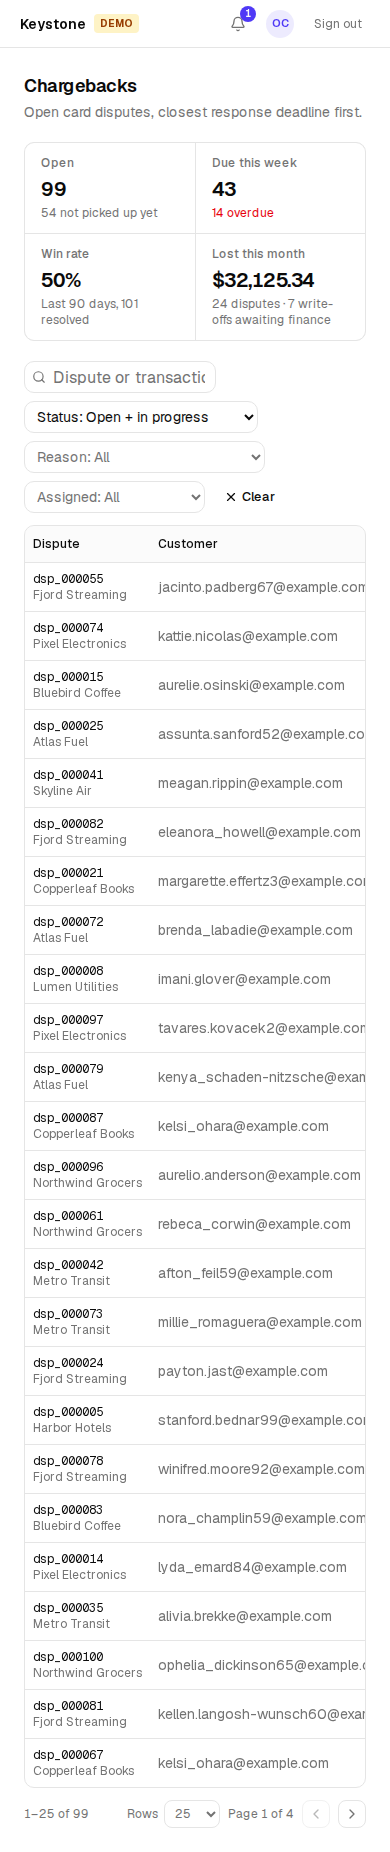 Keystone DEMO 1 OC Sign out
Chargebacks
Open card disputes, closest response deadline first.
Open
99
54 not picked up yet
Due this week
43
14 overdue
Win rate
50%
Last 90 days, 101
resolved
Lost this month
$32,125.34
24 disputes · 7 write-
offs awaiting finance
Dispute or transactic
Status: Open + in progress
Reason: All
Assigned: All
Clear
Dispute Customer
dsp_000055
Fjord Streaming
jacinto.padberg67@example.com
dsp_000074
Pixel Electronics
kattie.nicolas@example.com
dsp_000015
Bluebird Coffee
aurelie.osinski@example.com
dsp_000025
Atlas Fuel
assunta.sanford52@example.co
dsp_000041
Skyline Air
meagan.rippin@example.com
dsp_000082
Fjord Streaming
eleanora_howell@example.com
dsp_000021
Copperleaf Books
margarette.effertz3@example.cor
dsp_000072
Atlas Fuel
brenda_labadie@example.com
dsp_000008
Lumen Utilities
imani.glover@example.com
dsp_000097
Pixel Electronics
tavares.kovacek2@example.com
dsp_000079
Atlas Fuel
kenya_schaden-nitzsche@exam
dsp_000087
Copperleaf Books
kelsi_ohara@example.com
dsp_000096
Northwind Grocers
aurelio.anderson@example.com
dsp_000061
Northwind Grocers
rebeca_corwin@example.com
dsp_000042
Metro Transit
afton_feil59@example.com
dsp_000073
Metro Transit
millie_romaguera@example.com
dsp_000024
Fjord Streaming
payton.jast@example.com
dsp_000005
Harbor Hotels
stanford.bednar99@example.cor
dsp_000078
Fjord Streaming
winifred.moore92@example.com
dsp_000083
Bluebird Coffee
nora_champlin59@example.com
dsp_000014
Pixel Electronics
lyda_emard84@example.com
dsp_000035
Metro Transit
alivia.brekke@example.com
dsp_000100
Northwind Grocers
ophelia_dickinson65@example.c
dsp_000081
Fjord Streaming
kellen.langosh-wunsch60@exar
dsp_000067
Copperleaf Books
kelsi_ohara@example.com
1–25 of 99 Rows 25 Page 1 of 4